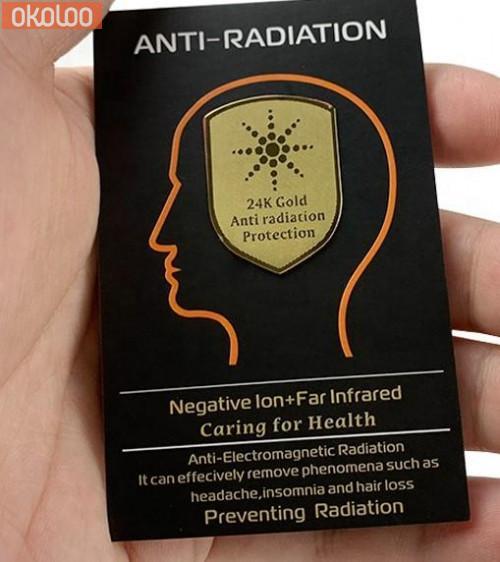 OKOLOO
ANTI-RADIATION
24K Gold
Anti radiation
Protection
Negative Ion+Far Infrared
Caring for Health
Anti-Electromagnetic Radiation
It can effecively remove phenomena such as
headache,insomnia and hair loss
Preventing Radiation